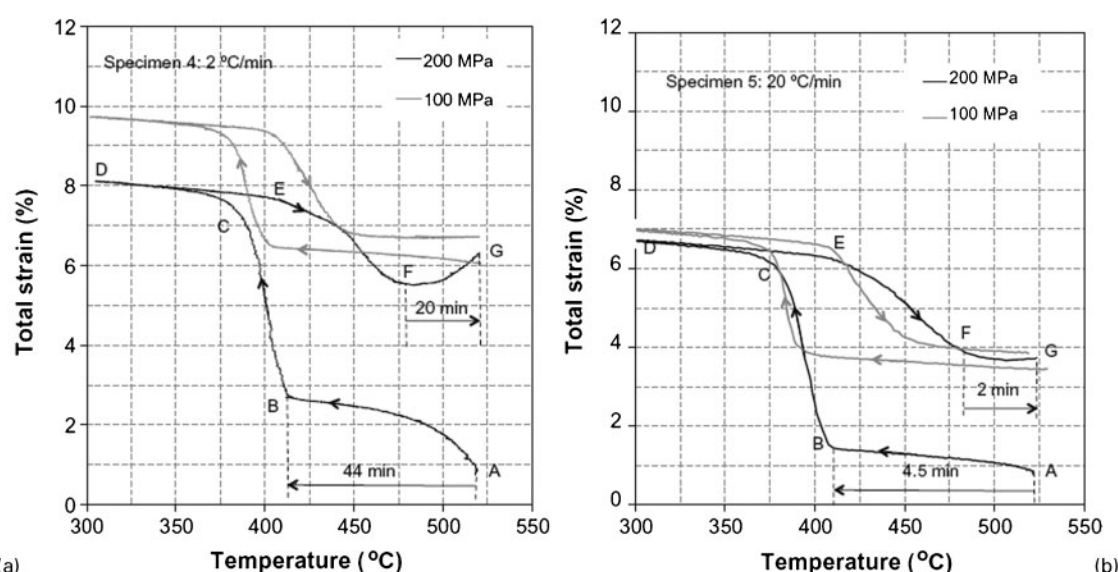 12
10
8
6
4
2
0
Total strain (%)
Specimen 4: 2 ºC/min
200 MPa
100 MPa
D
E
C
F
G
20 min
B
A
44 min
300 350 400 450 500 550
Temperature (°C)
(a)
12
10
8
6
4
2
0
Total strain (%)
Specimen 5: 20 ºC/min
200 MPa
100 MPa
D
E
C
F
G
2 min
B
A
4.5 min
300 350 400 450 500 550
Temperature (°C)
(b)